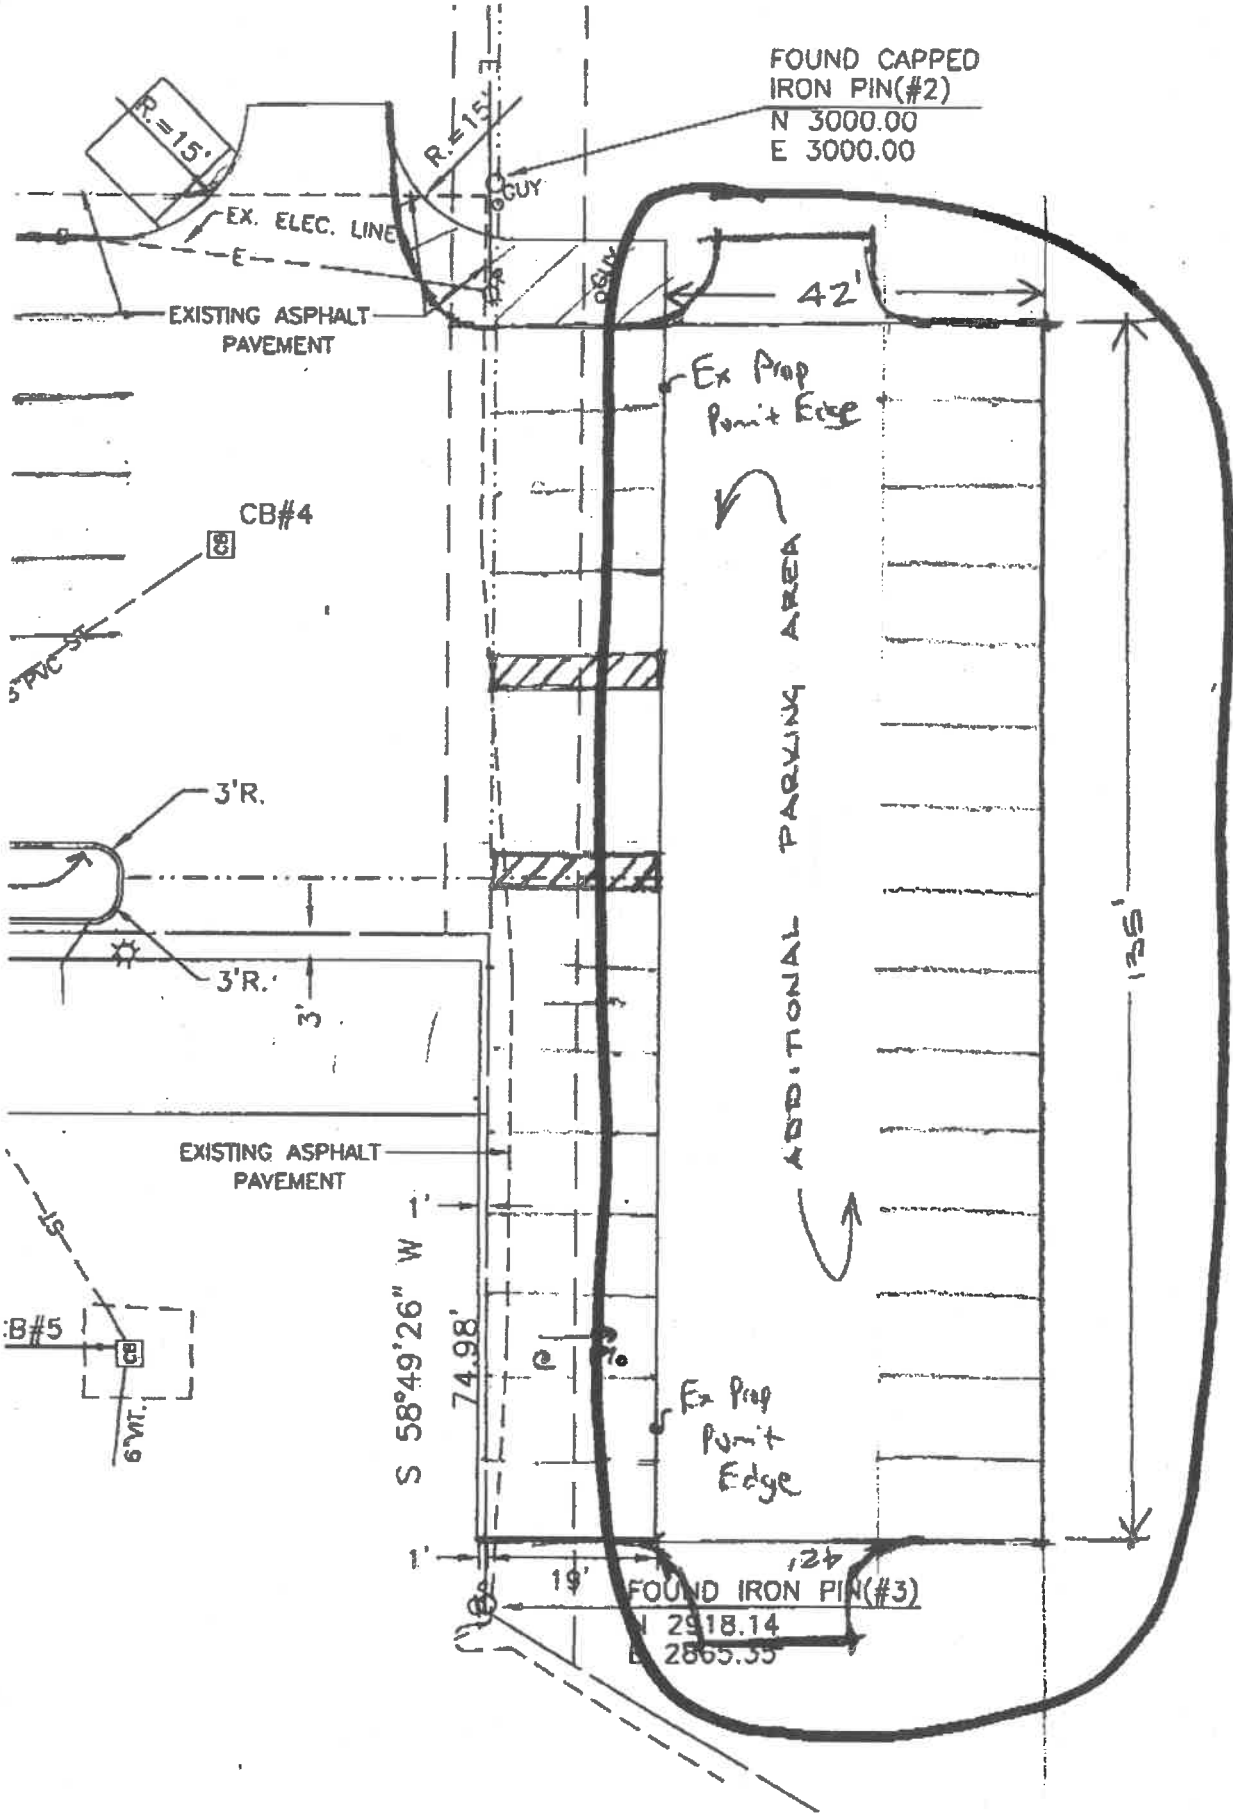 FOUND CAPPED
IRON PIN(#2)
N 3000.00
E 3000.00
R.=15'
R.=15'
E
GUY
EX. ELEC. LINE
E
GUY
42'
EXISTING ASPHALT
PAVEMENT
Ex Prop
Pvm't Edge
CB#4
CB
ADDITIONAL PARKING AREA
3'R.
3'R.
3'
135'
EXISTING ASPHALT
PAVEMENT
1'
S 58°49'26" W
74.98'
ST
:B#5
CB
6"VIT.
Ex Prop
Pvm't
Edge
1'
19'
42'
FOUND IRON PIN(#3)
N 2918.14
E 2865.35